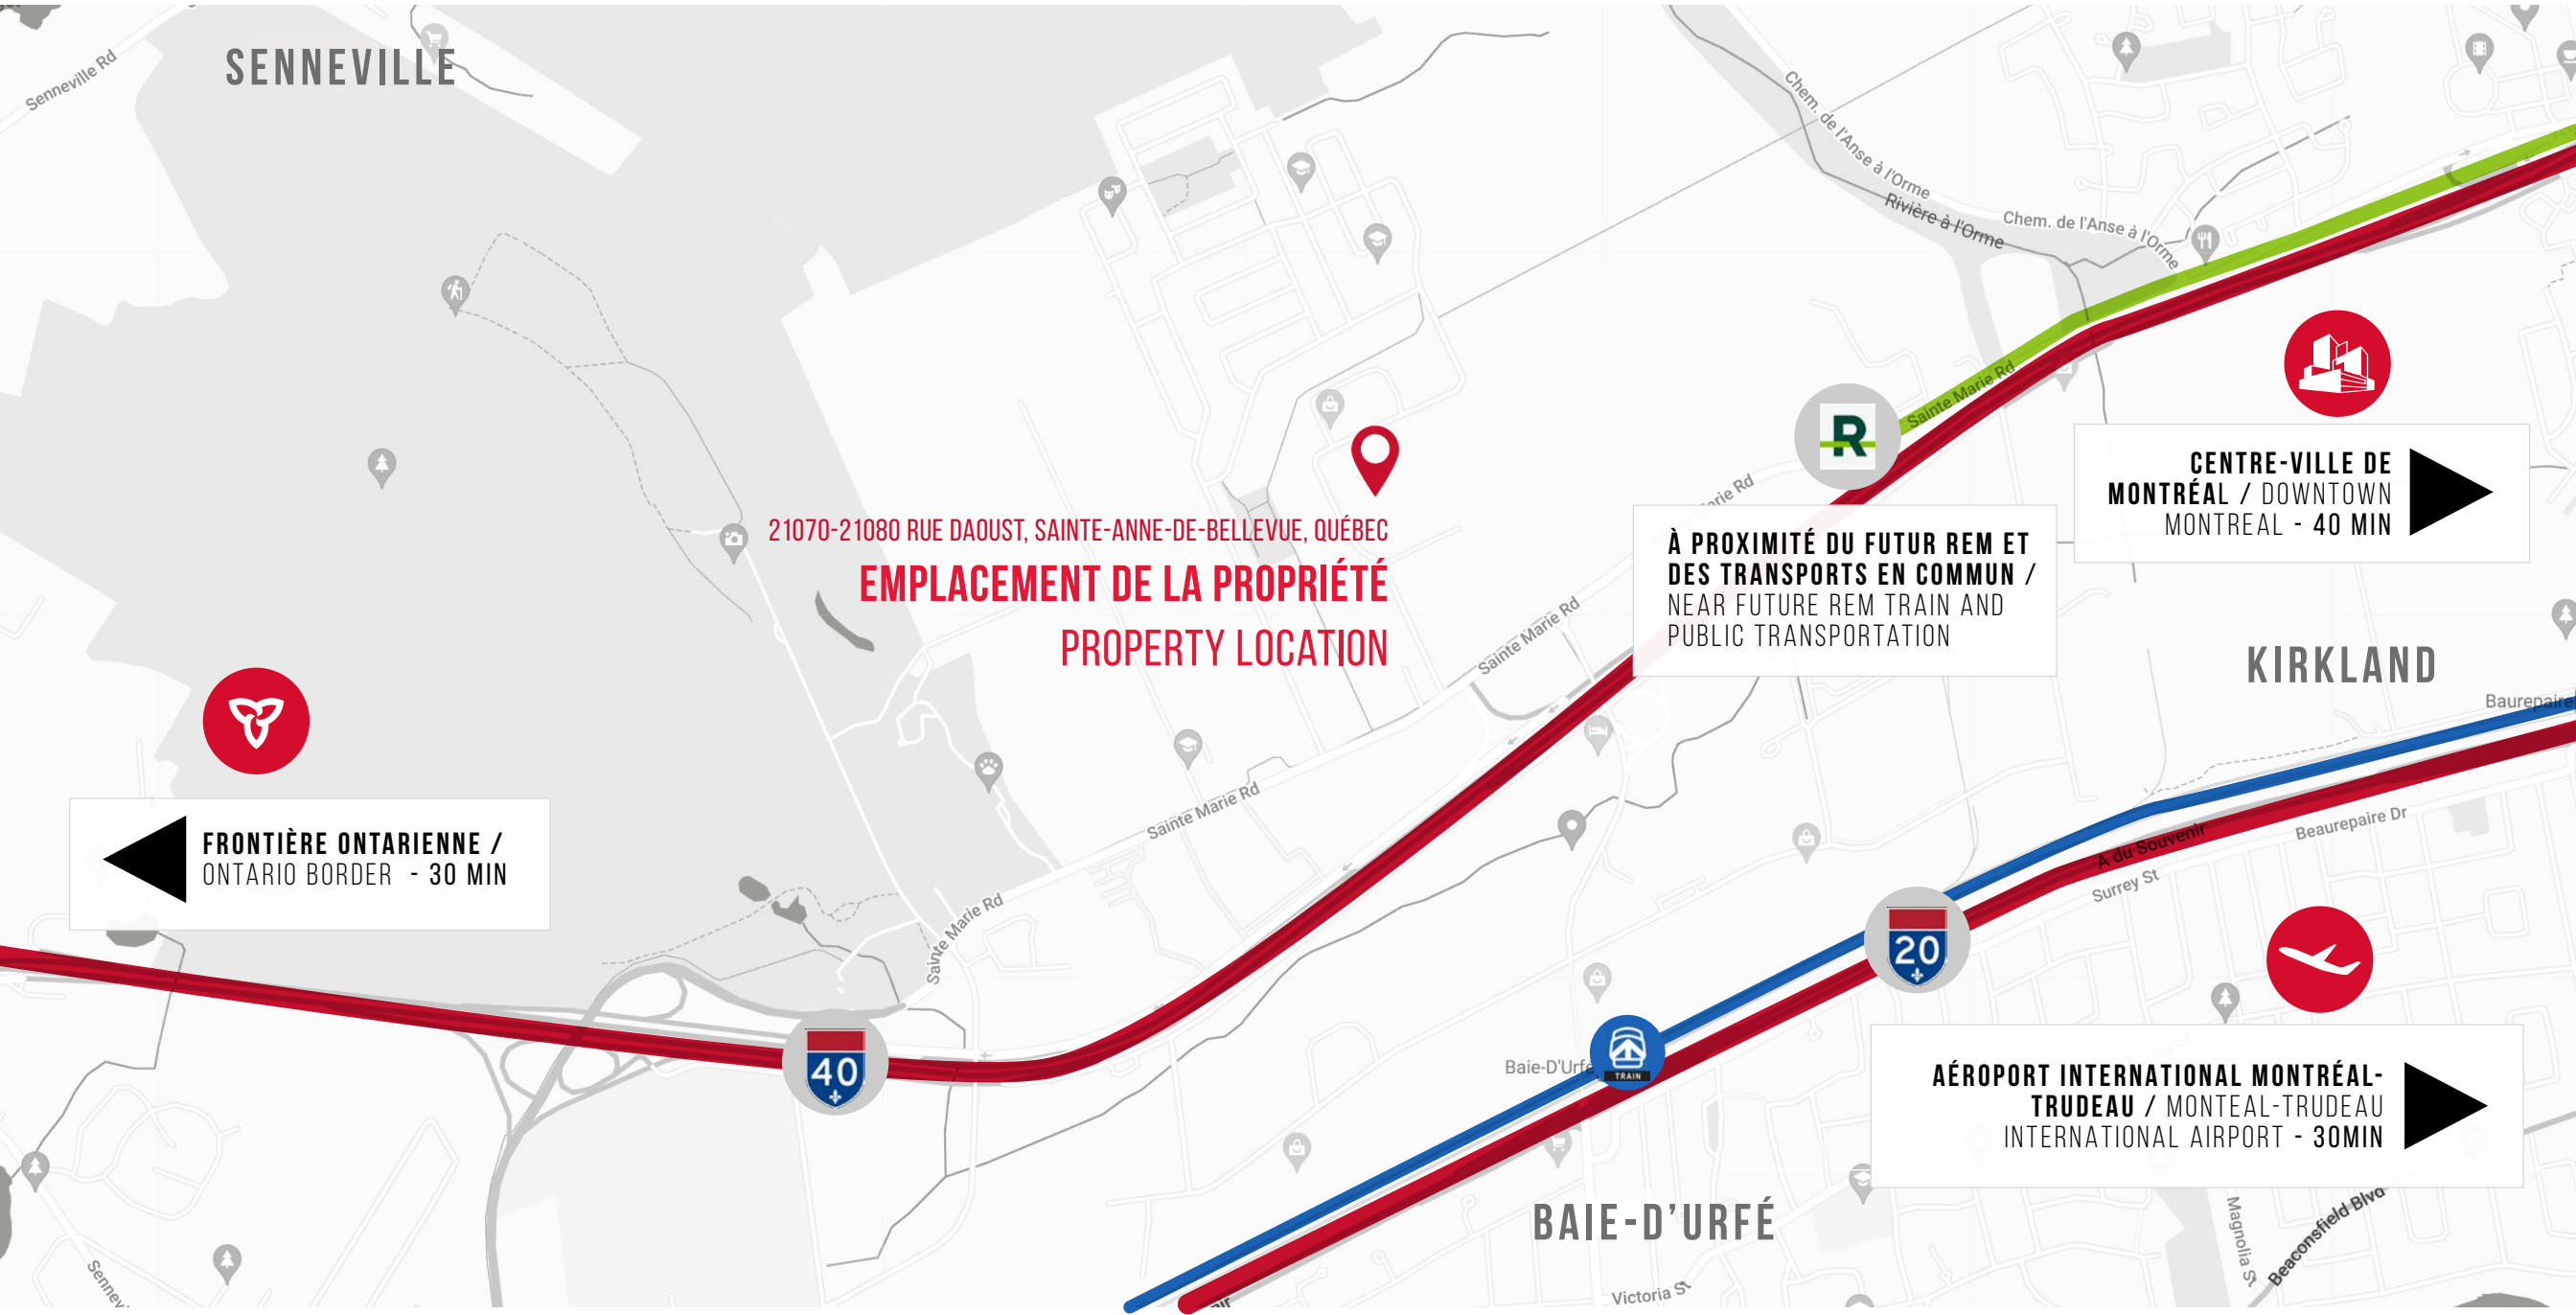 SENNEVILLE
Senneville Rd
Chem. de l'Anse à l'Orme
Rivière à l'Orme
Chem. de l'Anse à l'Orme
Sainte Marie Rd
R
CENTRE-VILLE DE
MONTRÉAL / DOWNTOWN
MONTREAL - 40 MIN
arie Rd
21070-21080 RUE DAOUST, SAINTE-ANNE-DE-BELLEVUE, QUÉBEC
EMPLACEMENT DE LA PROPRIÉTÉ
PROPERTY LOCATION
À PROXIMITÉ DU FUTUR REM ET
DES TRANSPORTS EN COMMUN /
NEAR FUTURE REM TRAIN AND
PUBLIC TRANSPORTATION
Sainte Marie Rd
KIRKLAND
Baurepaire
Sainte Marie Rd
FRONTIÈRE ONTARIENNE /
ONTARIO BORDER - 30 MIN
Beaurepaire Dr
A du Souvenir
Surrey St
Sainte Marie Rd
20
40
Baie-D'Urfé
TRAIN
AÉROPORT INTERNATIONAL MONTRÉAL-
TRUDEAU / MONTEAL-TRUDEAU
INTERNATIONAL AIRPORT - 30MIN
BAIE-D'URFÉ
Magnolia St
Beaconsfield Blvd
Victoria St
Sennev